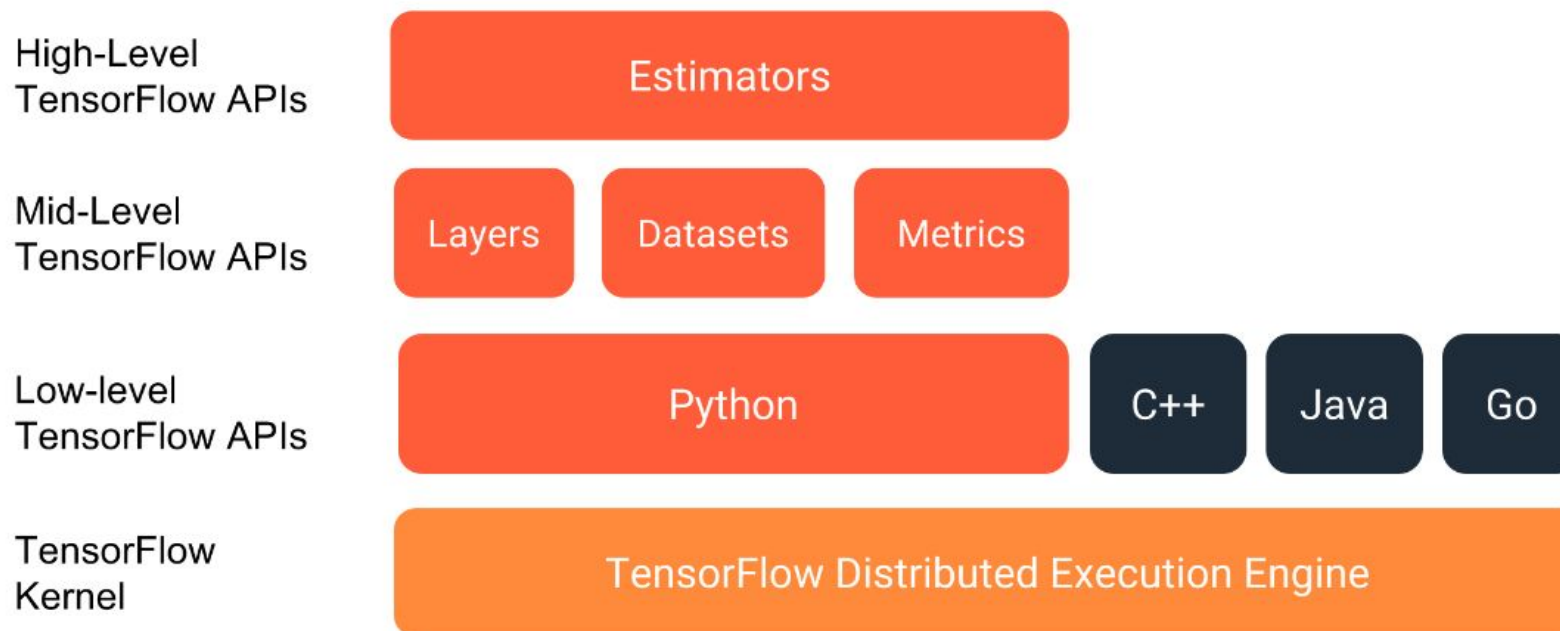 High-Level
TensorFlow APIs
Estimators
Mid-Level
TensorFlow APIs
Layers
Datasets
Metrics
Low-level
TensorFlow APIs
Python
C++
Java
Go
TensorFlow
Kernel
TensorFlow Distributed Execution Engine